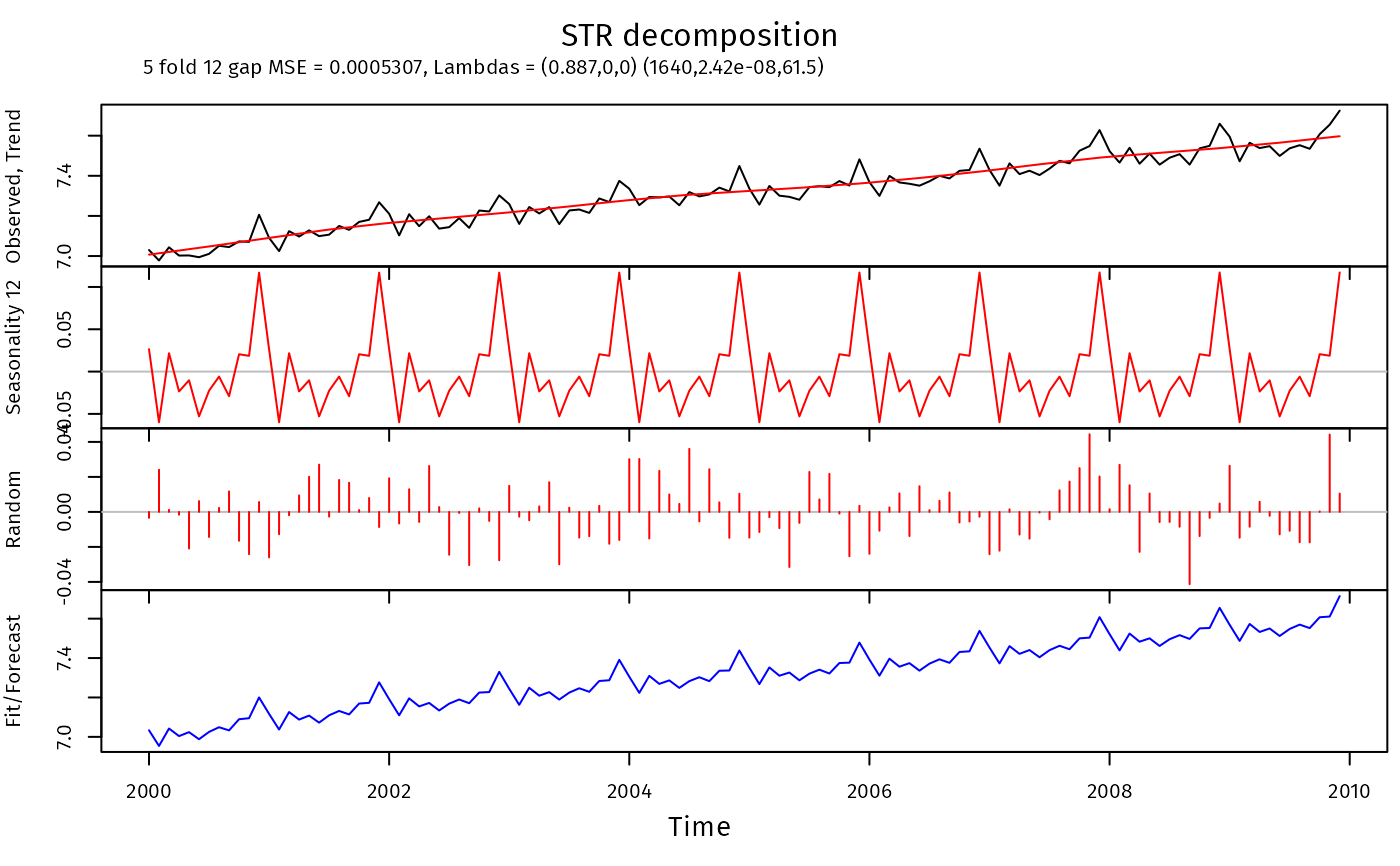 STR decomposition
5 fold 12 gap MSE = 0.0005307, Lambdas = (0.887,0,0) (1640,2.42e-08,61.5)
Observed, Trend
7.4
7.0
Seasonality 12
0.05
-0.05
Random
0.04
0.00
-0.04
Fit/Forecast
7.4
7.0
2000 2002 2004 2006 2008 2010
Time